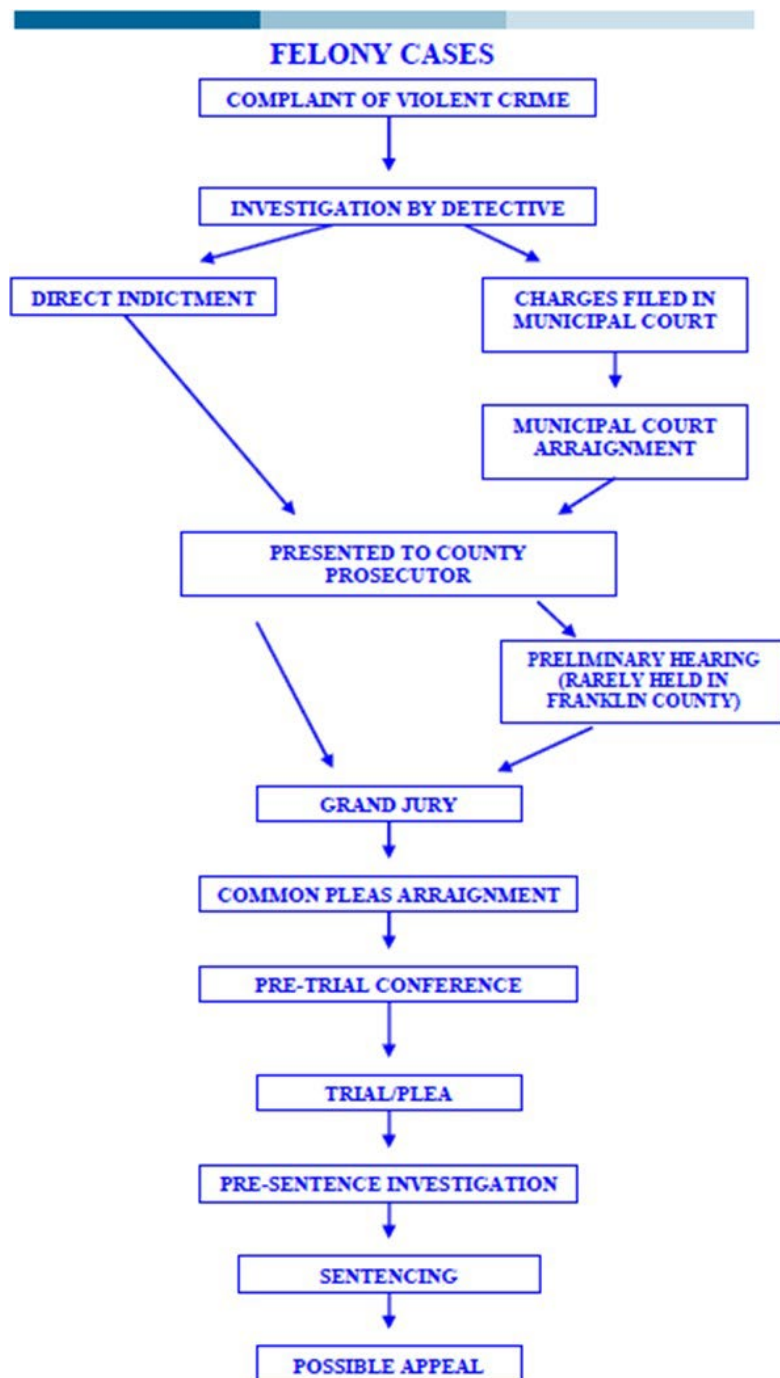 FELONY CASES
COMPLAINT OF VIOLENT CRIME
INVESTIGATION BY DETECTIVE
DIRECT INDICTMENT
CHARGES FILED IN
MUNICIPAL COURT
MUNICIPAL COURT
ARRAIGNMENT
PRESENTED TO COUNTY
PROSECUTOR
PRELIMINARY HEARING
(RARELY HELD IN
FRANKLIN COUNTY)
GRAND JURY
COMMON PLEAS ARRAIGNMENT
PRE-TRIAL CONFERENCE
TRIAL/PLEA
PRE-SENTENCE INVESTIGATION
SENTENCING
POSSIBLE APPEAL